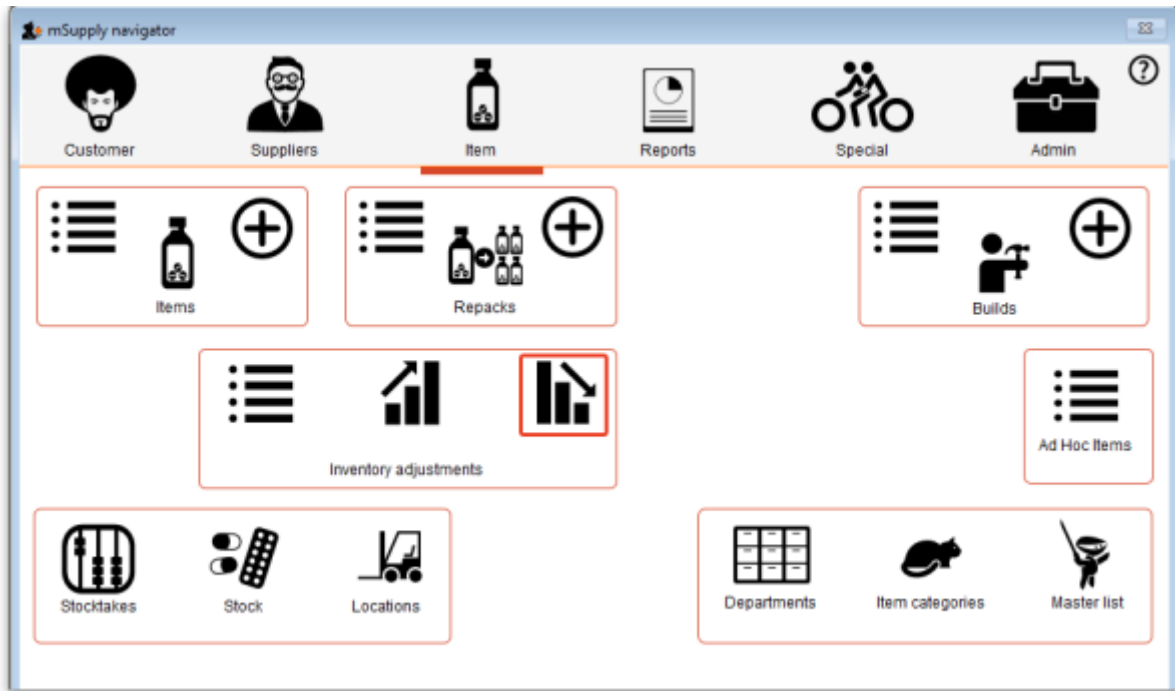 mSupply navigator
Customer
Suppliers
Item
Reports
Special
Admin
?
Items
Repacks
Builds
Inventory adjustments
Ad Hoc Items
Stocktakes
Stock
Locations
Departments
Item categories
Master list